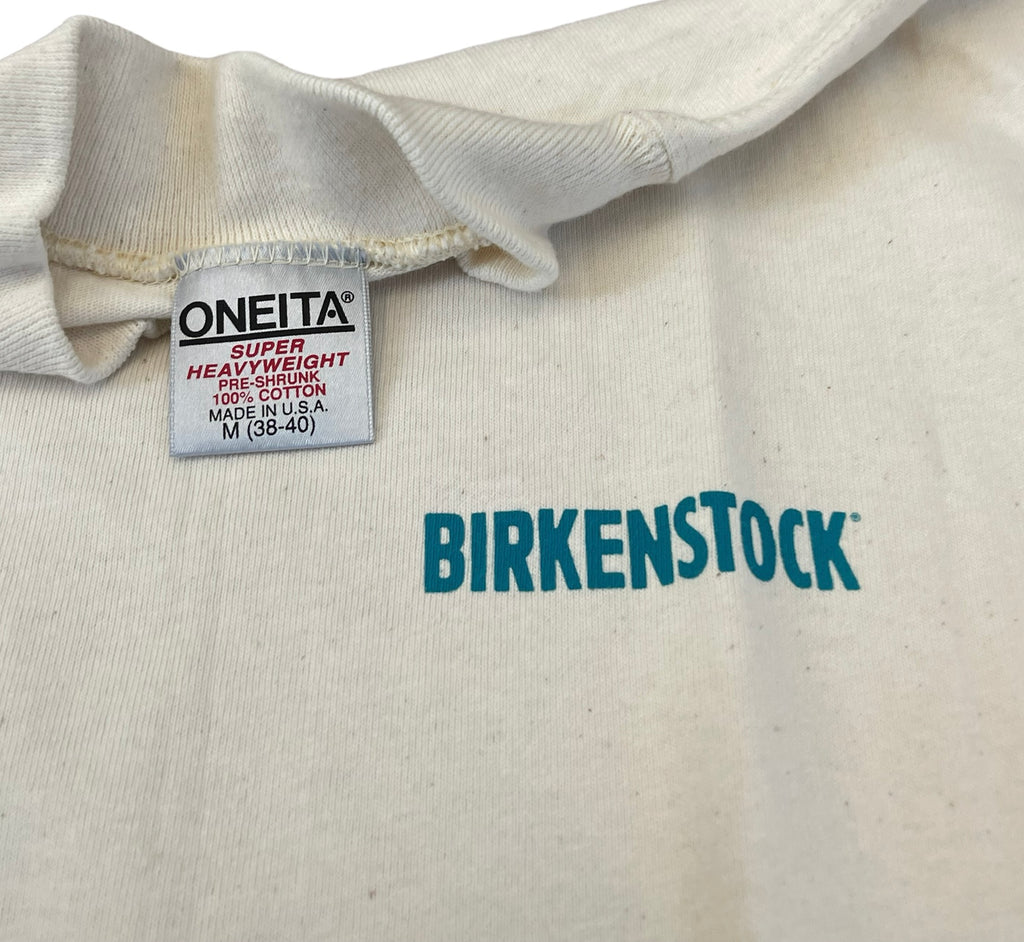 ONEITA®
SUPER
HEAVYWEIGHT
PRE-SHRUNK
100% COTTON
MADE IN U.S.A.
M (38-40)
BIRKENSTOCK®